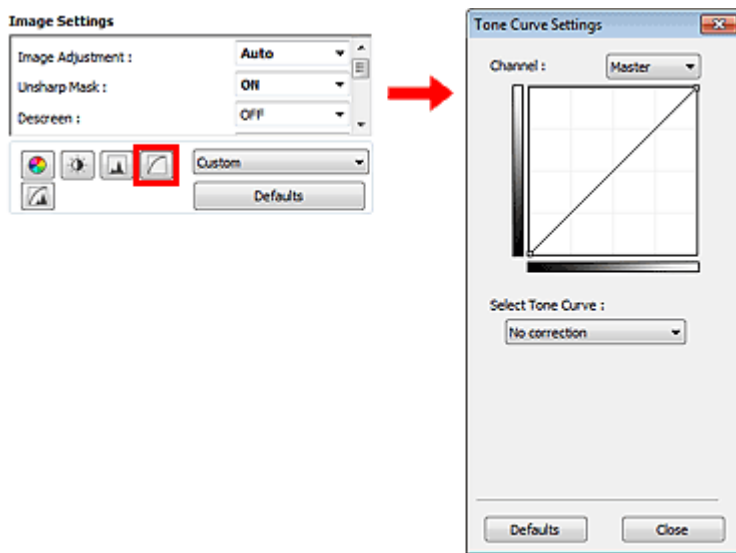 Image Settings
Image Adjustment : Auto
Unsharp Mask : ON
Descreen : OFF
Custom
Defaults
Tone Curve Settings
Channel : Master
Select Tone Curve :
No correction
Defaults Close